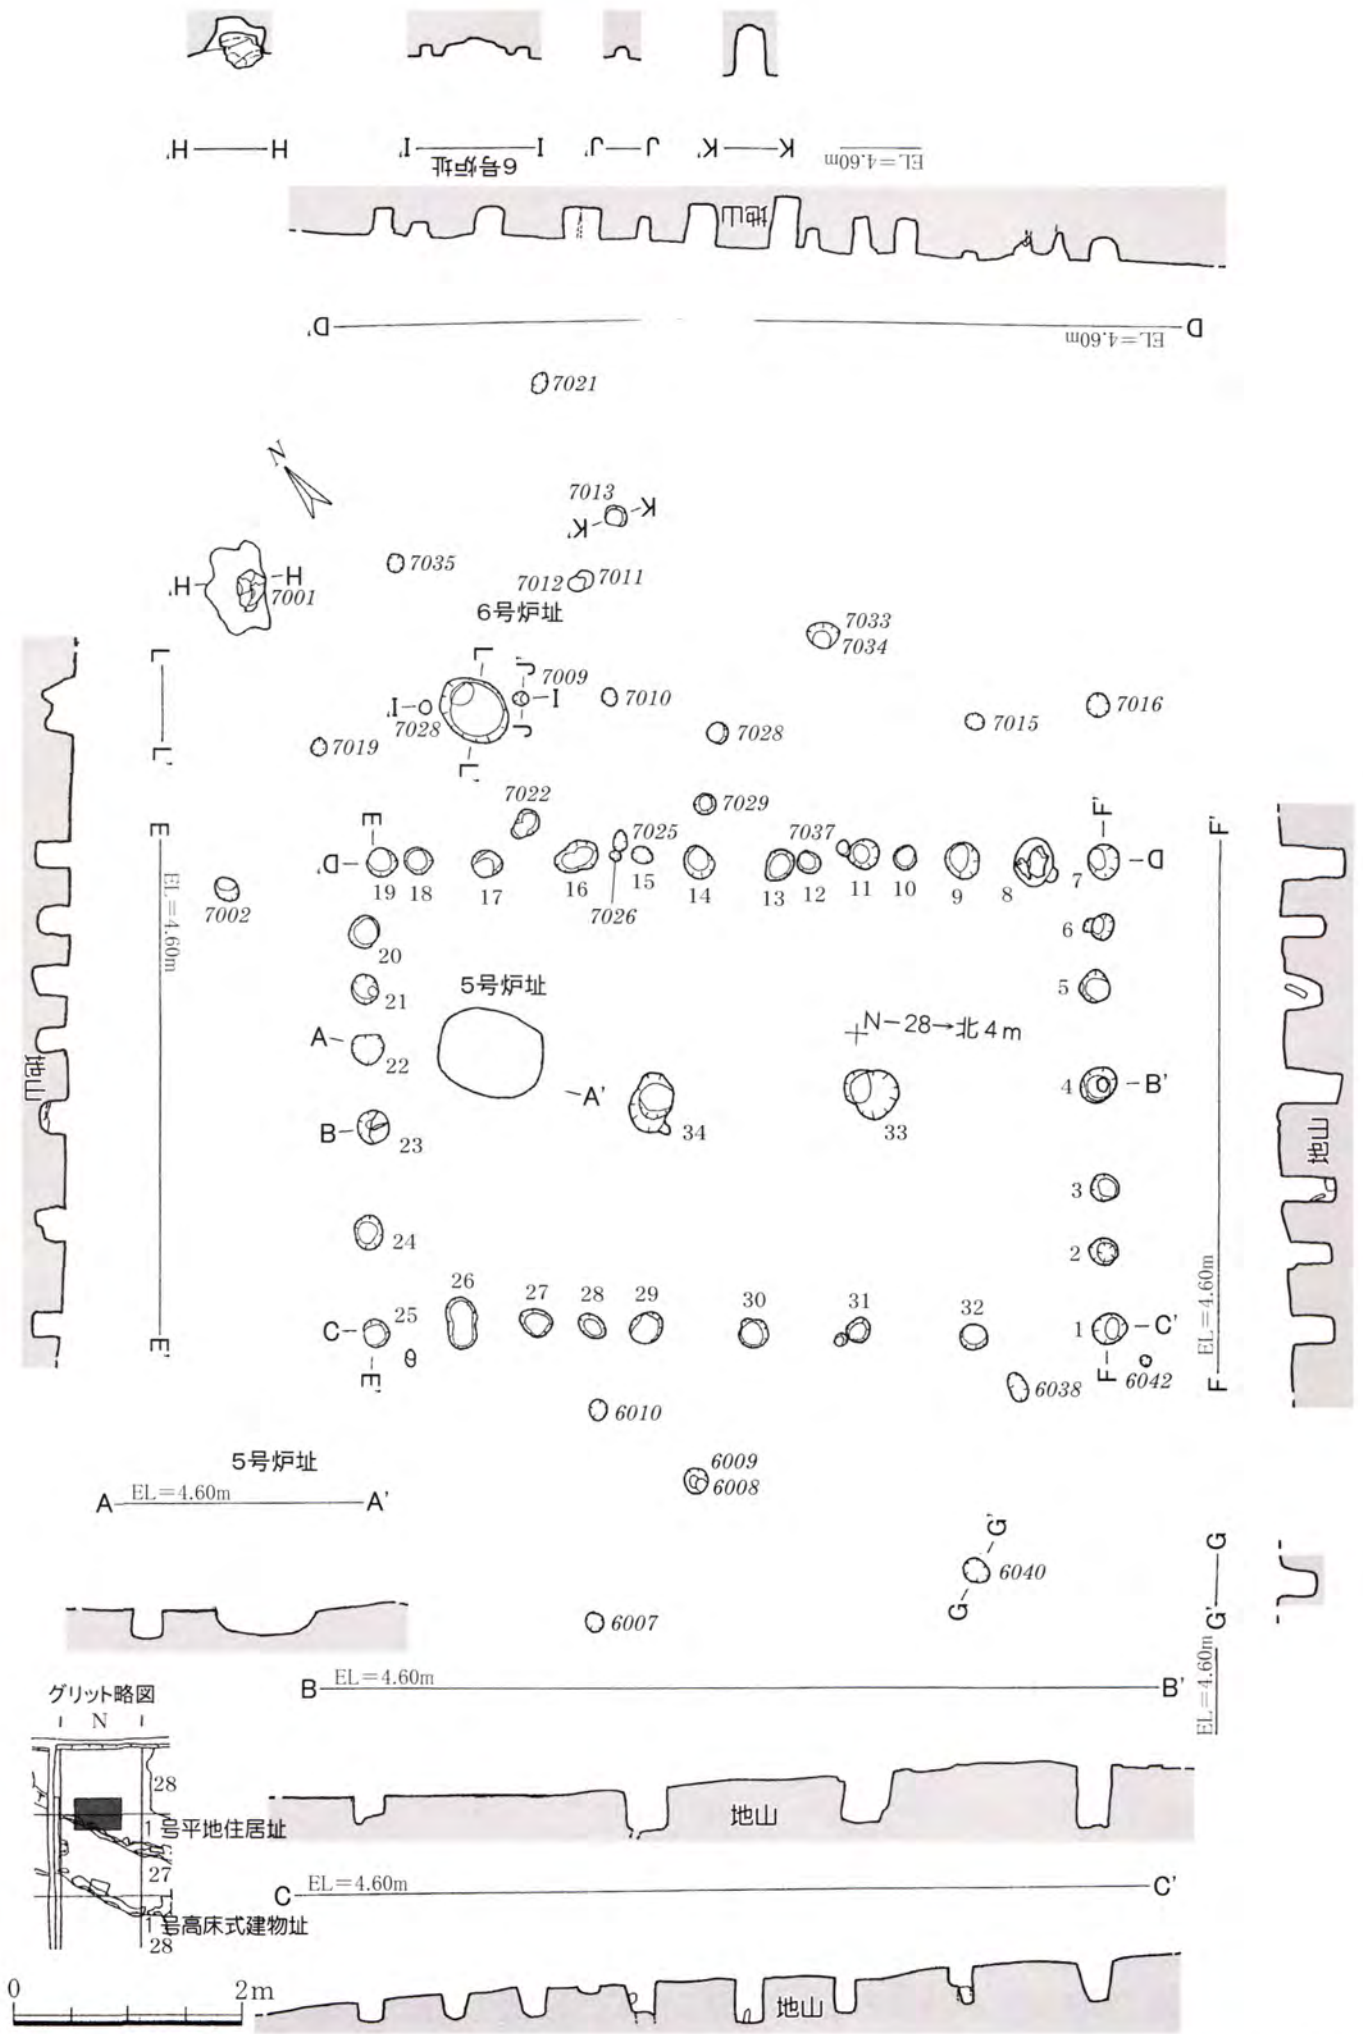 H' H
I' I
J' J
K' K
EL=4.60m
6号炉址
地山
D' D
EL=4.60m
7021
N
7013
K' K
7035
7012 7011
H' H
7001
6号炉址
7033
7034
L
L'
L
J'
7009
I' I
7028
J
L'
7010
7016
7015
7028
7019
7022
7029
E
E
F'
F'
7025
7037
D' D
19 18 17 16 15 14 13 12 11 10 9 8 7
7026
7002
EL=4.60m
20
6
5号炉址
21
5
N-28→北4m
A
22
A'
4 B'
34
33
B
23
地山
地山
3
24
2
26 27 28 29 30 31 32
25
C
1 C'
E'
E'
F
F
EL=4.60m
6042
6038
6010
5号炉址
6009
6008
A EL=4.60m A'
G'
6040
G
G
G'
6007
EL=4.60m
B EL=4.60m B'
グリット略図
N
28
地山
1号平地住居址
27
C EL=4.60m C'
1号高床式建物址
28
0 2m
地山